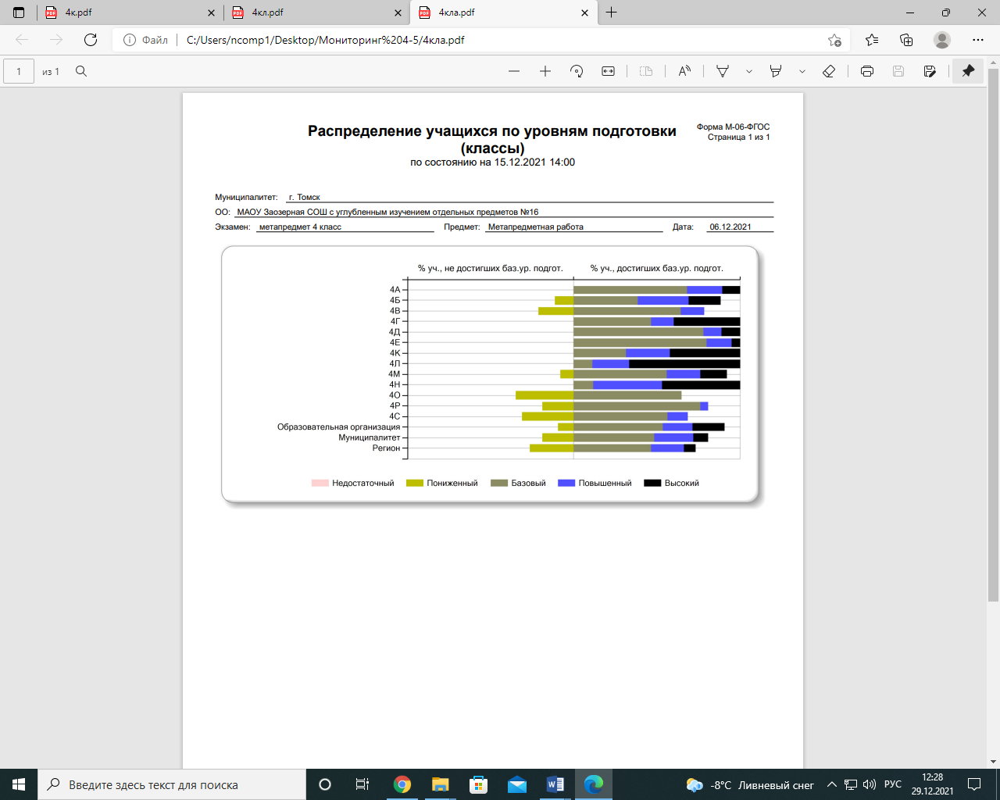 4к.pdf
4кл.pdf
4кла.pdf
Файл
C:/Users/ncomp1/Desktop/Мониторинг%204-5/4кла.pdf
1
из 1
Распределение учащихся по уровням подготовки
(классы)
по состоянию на 15.12.2021 14:00
Форма М-06-ФГОС
Страница 1 из 1
Муниципалитет: г. Томск
ОО: МАОУ Заозерная СОШ с углубленным изучением отдельных предметов №16
Экзамен: метапредмет 4 класс Предмет: Метапредметная работа Дата: 06.12.2021
% уч., не достигших баз.ур. подгот.
% уч., достигших баз.ур. подгот.
4А
4Б
4В
4Г
4Д
4Е
4К
4Л
4М
4Н
4О
4Р
4С
Образовательная организация
Муниципалитет
Регион
Недостаточный Пониженный Базовый Повышенный Высокий
Введите здесь текст для поиска
-8°C Ливневый снег
РУС
12:28
29.12.2021